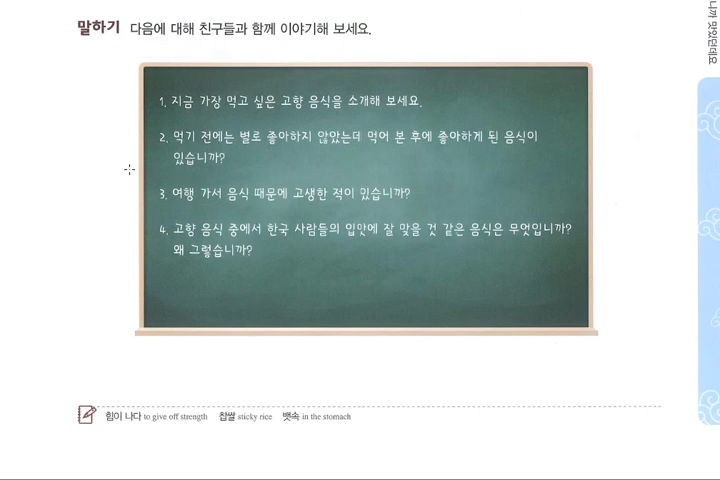 말하기 다음에 대해 친구들과 함께 이야기해 보세요.
1. 지금 가장 먹고 싶은 고향 음식을 소개해 보세요.
2. 먹기 전에는 별로 좋아하지 않았는데 먹어 본 후에 좋아하게 된 음식이
있습니까?
3. 여행 가서 음식 때문에 고생한 적이 있습니까?
4. 고향 음식 중에서 한국 사람들의 입맛에 잘 맞을 것 같은 음식은 무엇입니까?
왜 그렇습니까?
힘이 나다 to give off strength 찹쌀 sticky rice 뱃속 in the stomach
니까 맛있던데요